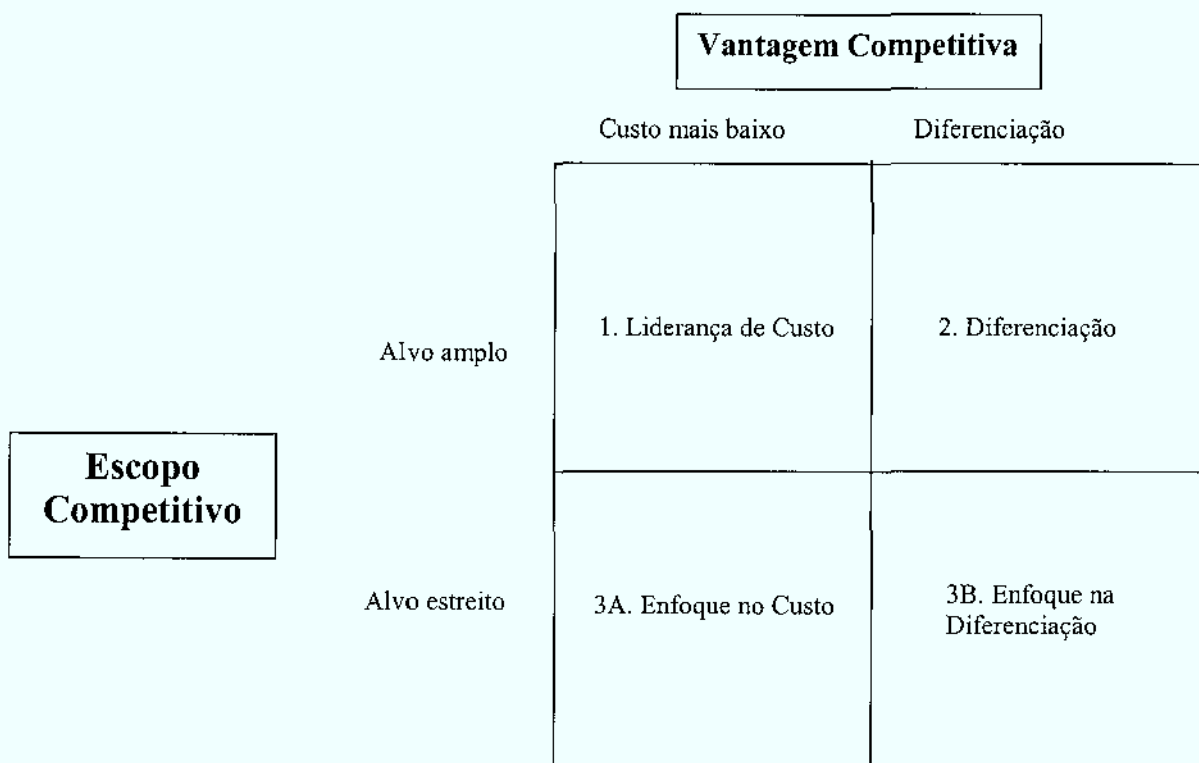 Vantagem Competitiva
Custo mais baixo
Diferenciação
1. Liderança de Custo
2. Diferenciação
Alvo amplo
Escopo
Competitivo
Alvo estreito
3A. Enfoque no Custo
3B. Enfoque na
Diferenciação